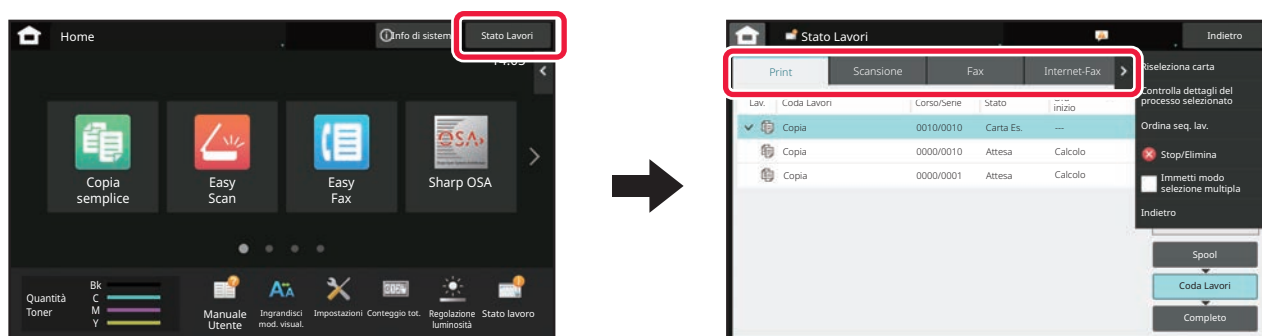 Home
Info di sistem
Stato Lavori
Copia
semplice
Easy
Scan
Easy
Fax
Sharp OSA
Quantità
Toner
Bk
C
M
Y
Manuale
Utente
Ingrandisci
mod. visual.
Impostazioni
Conteggio tot.
Regolazione
luminosità
Stato lavoro
Stato Lavori
Indietro
Print
Scansione
Fax
Internet-Fax
Lav.
Coda Lavori
Corso/Serie
Stato
inizio
Copia
0010/0010
Carta Es.
---
Copia
0000/0010
Attesa
Calcolo
Copia
0000/0001
Attesa
Calcolo
Riseleziona carta
Controlla dettagli del
processo selezionato
Ordina seq. lav.
Stop/Elimina
Immetti modo
selezione multipla
Indietro
Spool
Coda Lavori
Completo